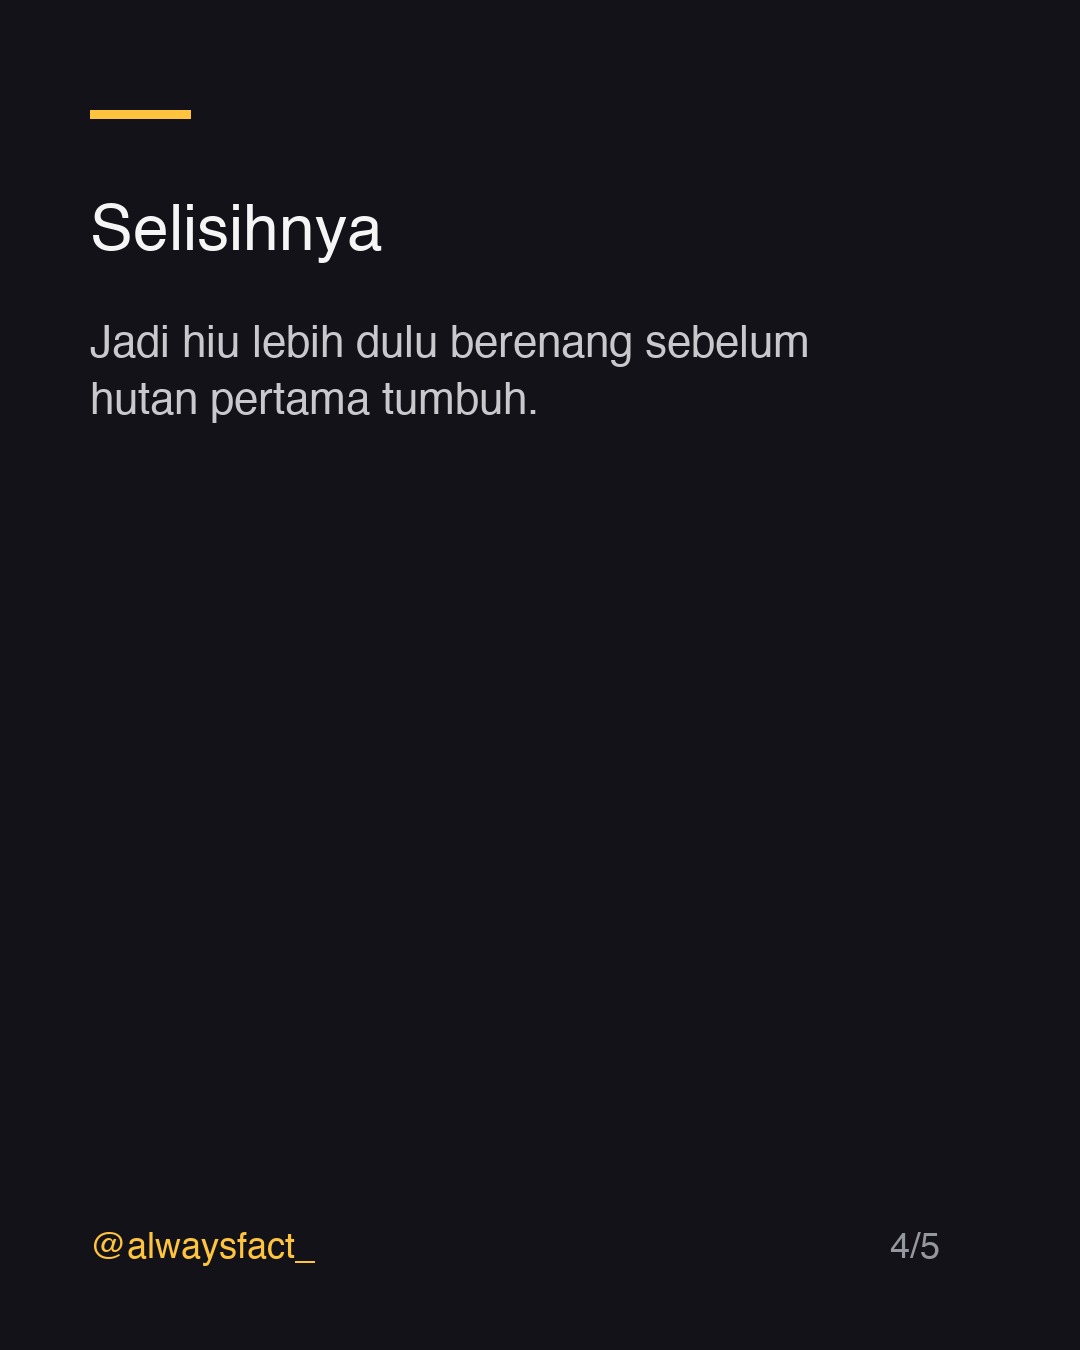 Selisihnya
Jadi hiu lebih dulu berenang sebelum
hutan pertama tumbuh.
@alwaysfact_
4/5